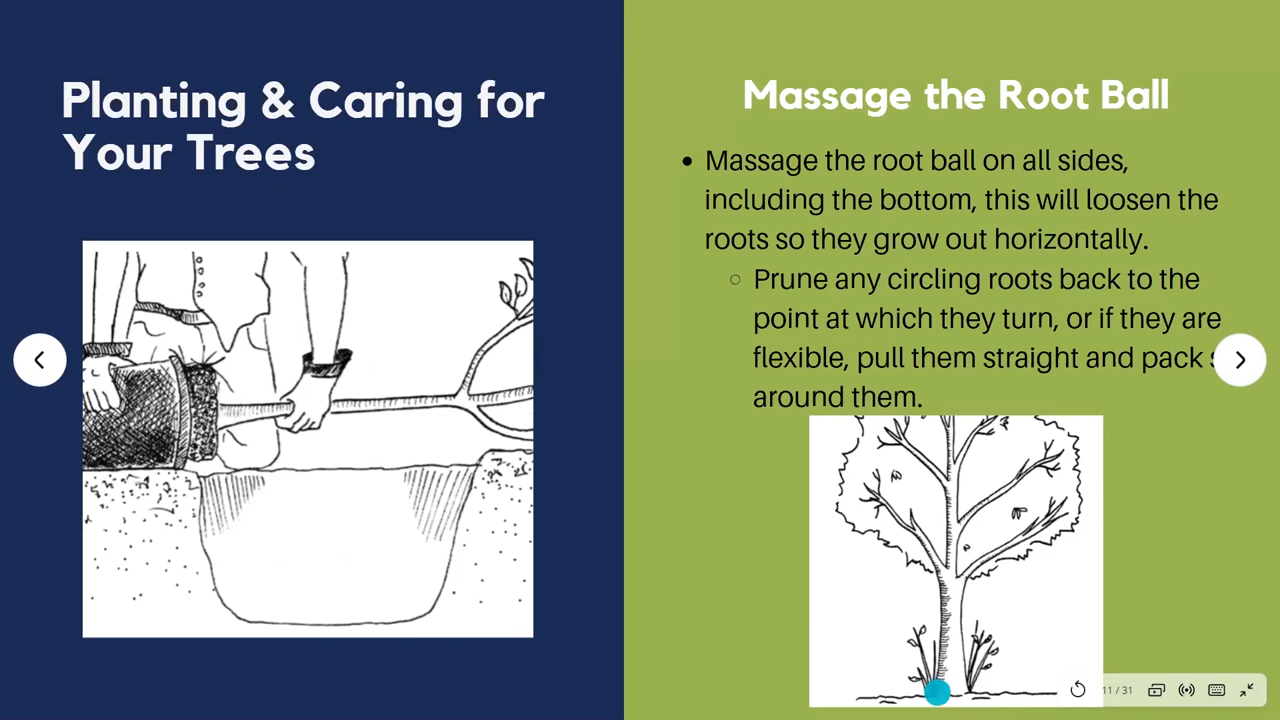 Planting & Caring for
Your Trees
Massage the Root Ball
• Massage the root ball on all sides,
including the bottom, this will loosen the
roots so they grow out horizontally.
○ Prune any circling roots back to the
point at which they turn, or if they are
flexible, pull them straight and pack
around them.
11 / 31